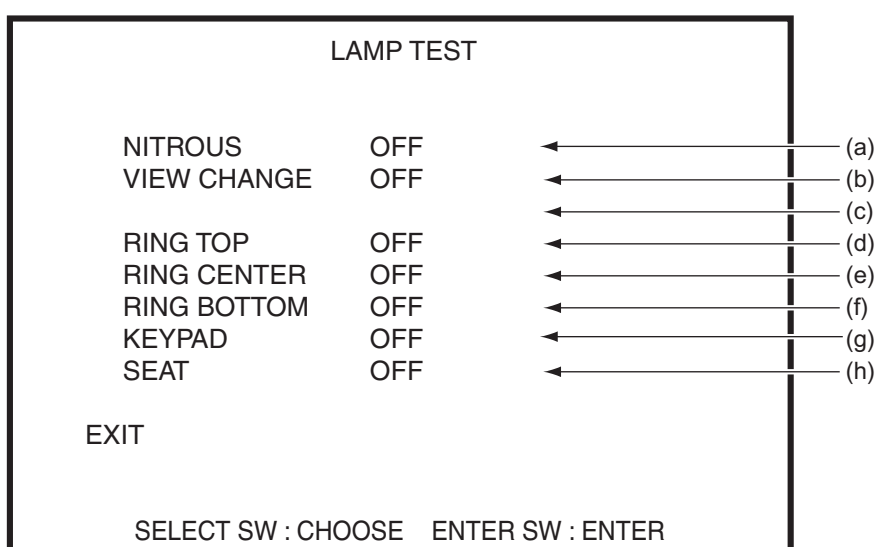 LAMP TEST
NITROUS OFF (a)
VIEW CHANGE OFF (b)
(c)
RING TOP OFF (d)
RING CENTER OFF (e)
RING BOTTOM OFF (f)
KEYPAD OFF (g)
SEAT OFF (h)
EXIT
SELECT SW : CHOOSE ENTER SW : ENTER